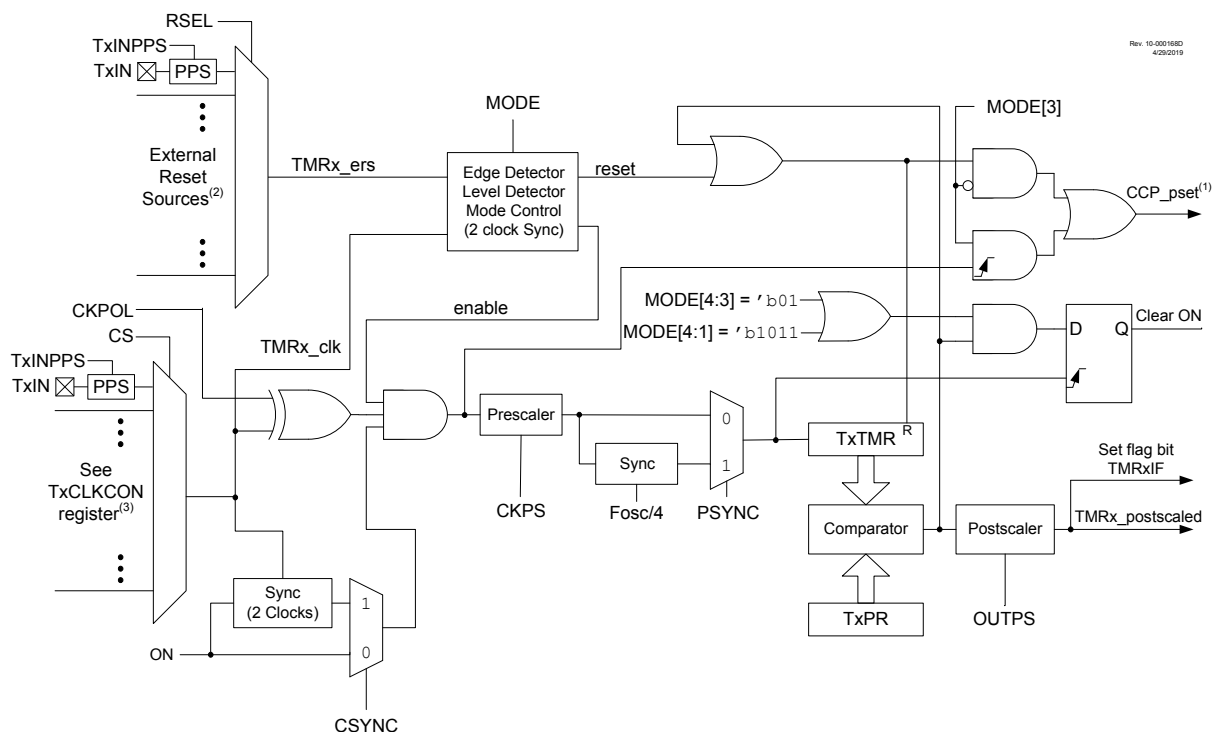 RSEL
Rev. 10-000168D
4/29/2019
TxINPPS
TxIN
PPS
MODE
MODE[3]
External
Reset
Sources(2)
TMRx_ers
Edge Detector
Level Detector
Mode Control
(2 clock Sync)
reset
CCP_pset(1)
enable
CKPOL
CS
TMRx_clk
MODE[4:3] = 'b01
MODE[4:1] = 'b1011
D
Q
Clear ON
TxINPPS
TxIN
PPS
Prescaler
0
1
Sync
CKPS
Fosc/4
PSYNC
TxTMR
R
See
TxCLKCON
register(3)
Set flag bit
TMRxIF
Comparator
Postscaler
TMRx_postscaled
TxPR
OUTPS
Sync
(2 Clocks)
1
0
ON
CSYNC